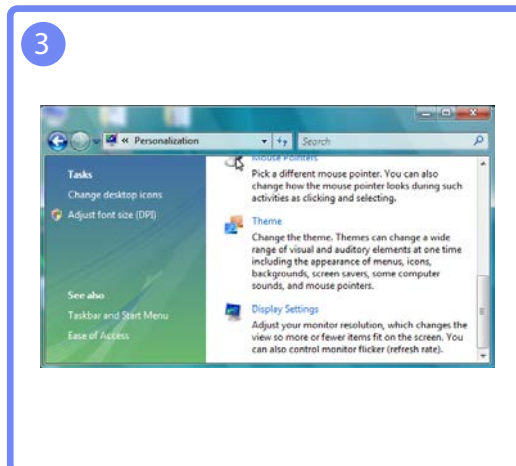 3
« Personalization
Search
Tasks
Change desktop icons
Adjust font size (DPI)
See also
Taskbar and Start Menu
Ease of Access
Mouse Pointers
Pick a different mouse pointer. You can also
change how the mouse pointer looks during such
activities as clicking and selecting.
Theme
Change the theme. Themes can change a wide
range of visual and auditory elements at one time
including the appearance of menus, icons,
backgrounds, screen savers, some computer
sounds, and mouse pointers.
Display Settings
Adjust your monitor resolution, which changes the
view so more or fewer items fit on the screen. You
can also control monitor flicker (refresh rate).